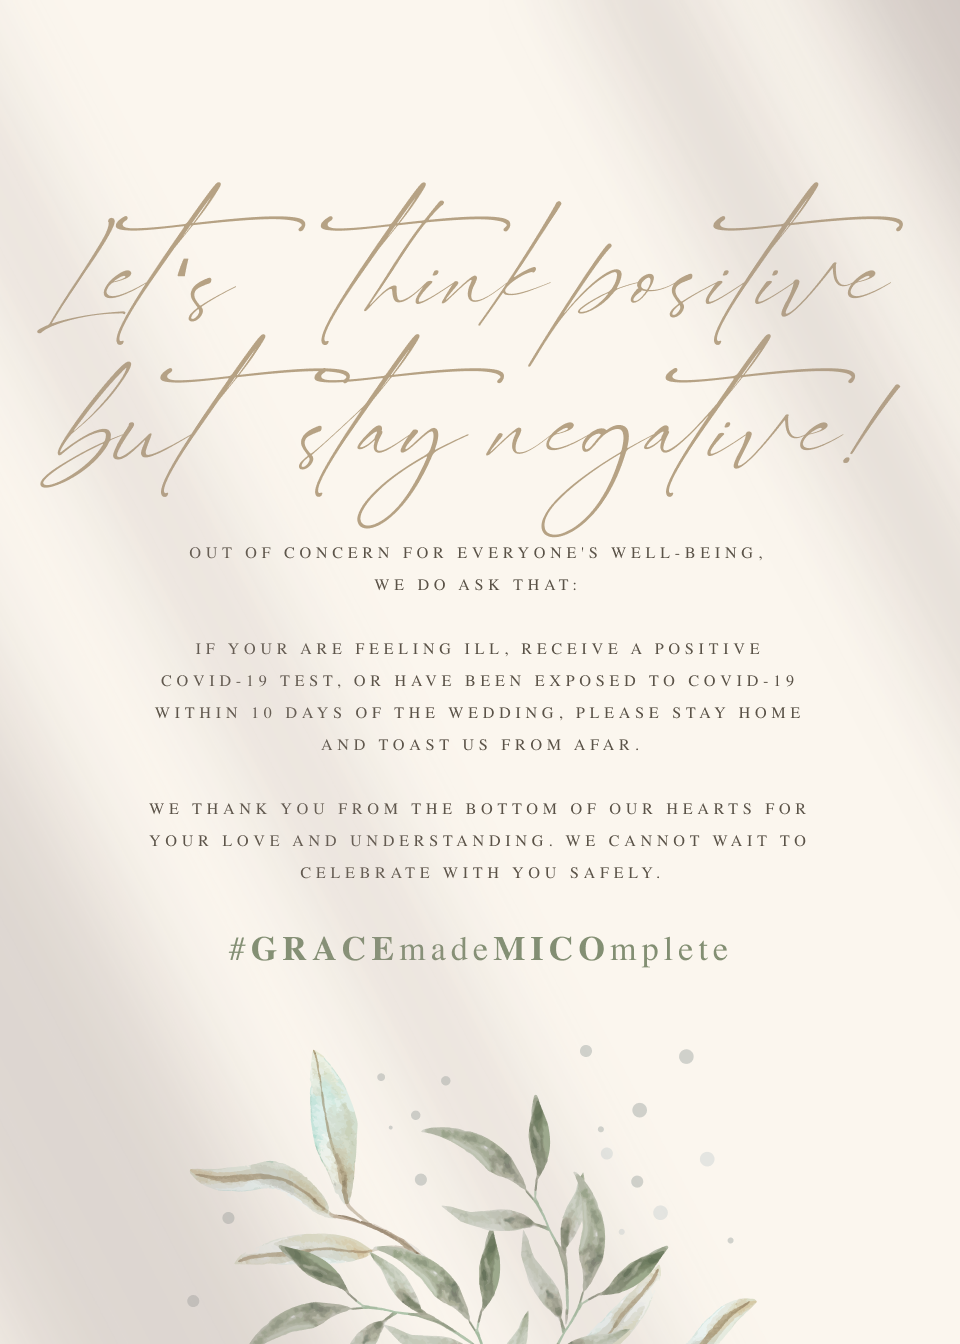 Let's think positive
but stay negative!
OUT OF CONCERN FOR EVERYONE'S WELL-BEING,
WE DO ASK THAT:
IF YOUR ARE FEELING ILL, RECEIVE A POSITIVE
COVID-19 TEST, OR HAVE BEEN EXPOSED TO COVID-19
WITHIN 10 DAYS OF THE WEDDING, PLEASE STAY HOME
AND TOAST US FROM AFAR.
WE THANK YOU FROM THE BOTTOM OF OUR HEARTS FOR
YOUR LOVE AND UNDERSTANDING. WE CANNOT WAIT TO
CELEBRATE WITH YOU SAFELY.
#GRACEmadeMICOmplete